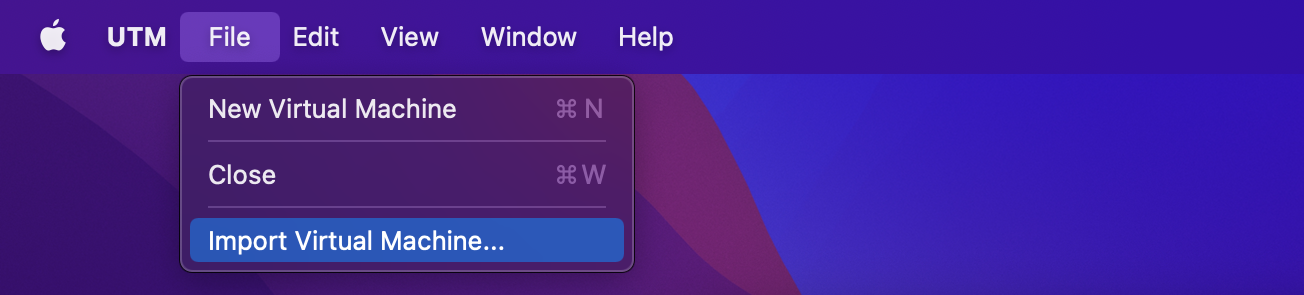 UTM File Edit View Window Help
New Virtual Machine ⌘ N
Close ⌘ W
Import Virtual Machine...